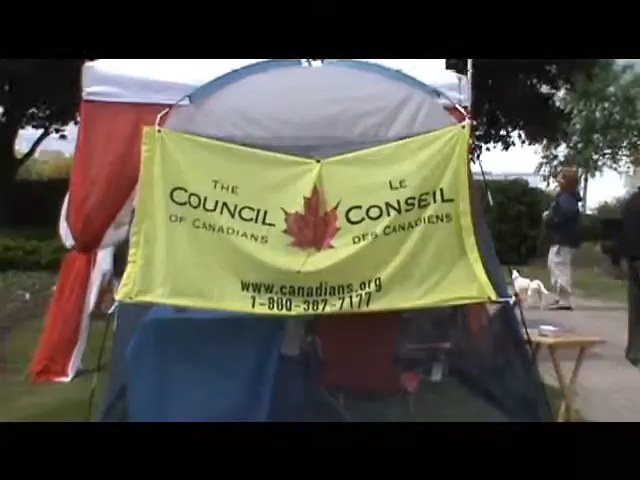 THE
COUNCIL
OF CANADIANS
LE
CONSEIL
DES CANADIENS
www.canadians.org
1-800-387-7177